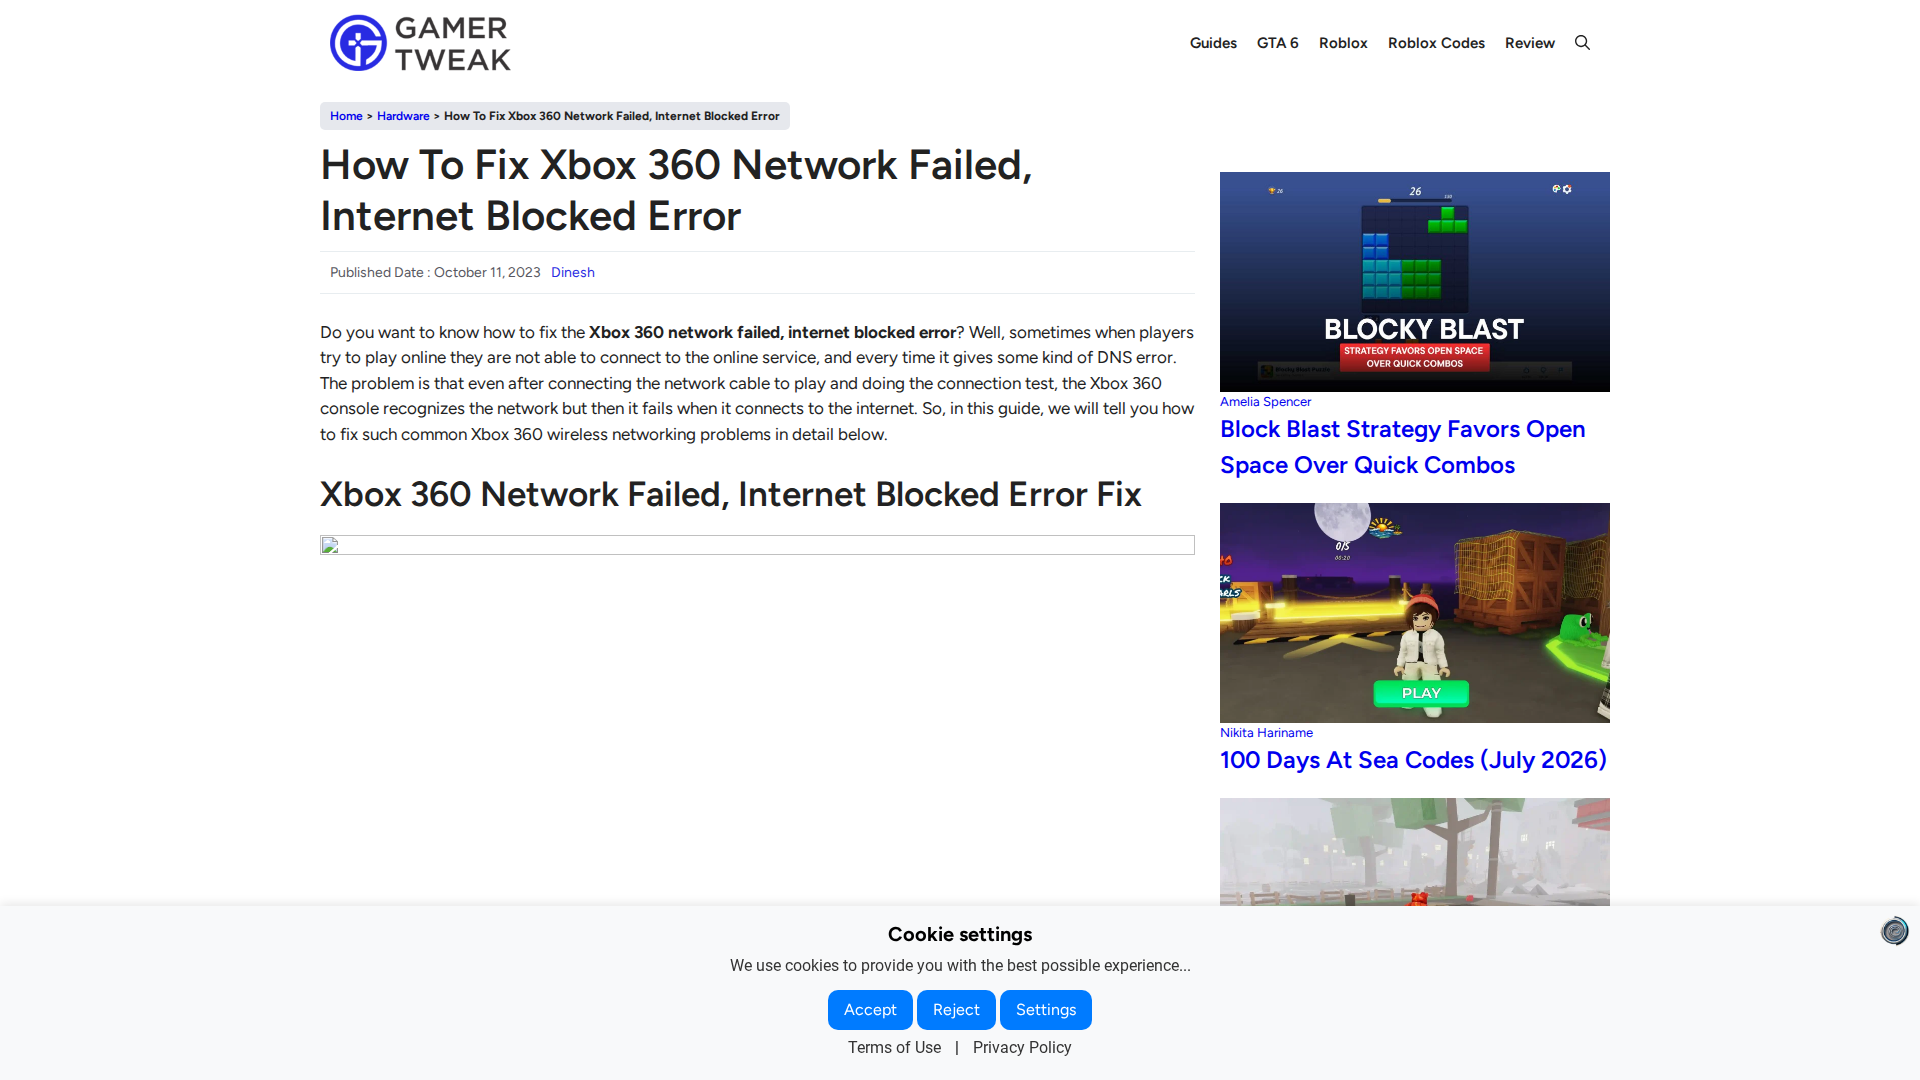 GAMER
TWEAK
Guides
GTA 6
Roblox
Roblox Codes
Review
Home > Hardware > How To Fix Xbox 360 Network Failed, Internet Blocked Error
How To Fix Xbox 360 Network Failed,
Internet Blocked Error
Published Date : October 11, 2023 Dinesh
Do you want to know how to fix the Xbox 360 network failed, internet blocked error? Well, sometimes when players
try to play online they are not able to connect to the online service, and every time it gives some kind of DNS error.
The problem is that even after connecting the network cable to play and doing the connection test, the Xbox 360
console recognizes the network but then it fails when it connects to the internet. So, in this guide, we will tell you how
to fix such common Xbox 360 wireless networking problems in detail below.
Xbox 360 Network Failed, Internet Blocked Error Fix
26
26
BLOCKY BLAST
STRATEGY FAVORS OPEN SPACE
OVER QUICK COMBOS
Amelia Spencer
Block Blast Strategy Favors Open
Space Over Quick Combos
0/5
00:20
PLAY
Nikita Hariname
100 Days At Sea Codes (July 2026)
Cookie settings
We use cookies to provide you with the best possible experience...
Accept
Reject
Settings
Terms of Use | Privacy Policy